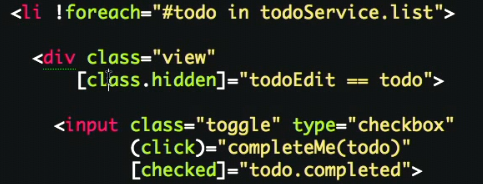 <li !foreach="#todo in todoService.list">
<div class="view"
[class.hidden]="todoEdit == todo">
<input class="toggle" type="checkbox"
(click)="completeMe(todo)"
[checked]="todo.completed">